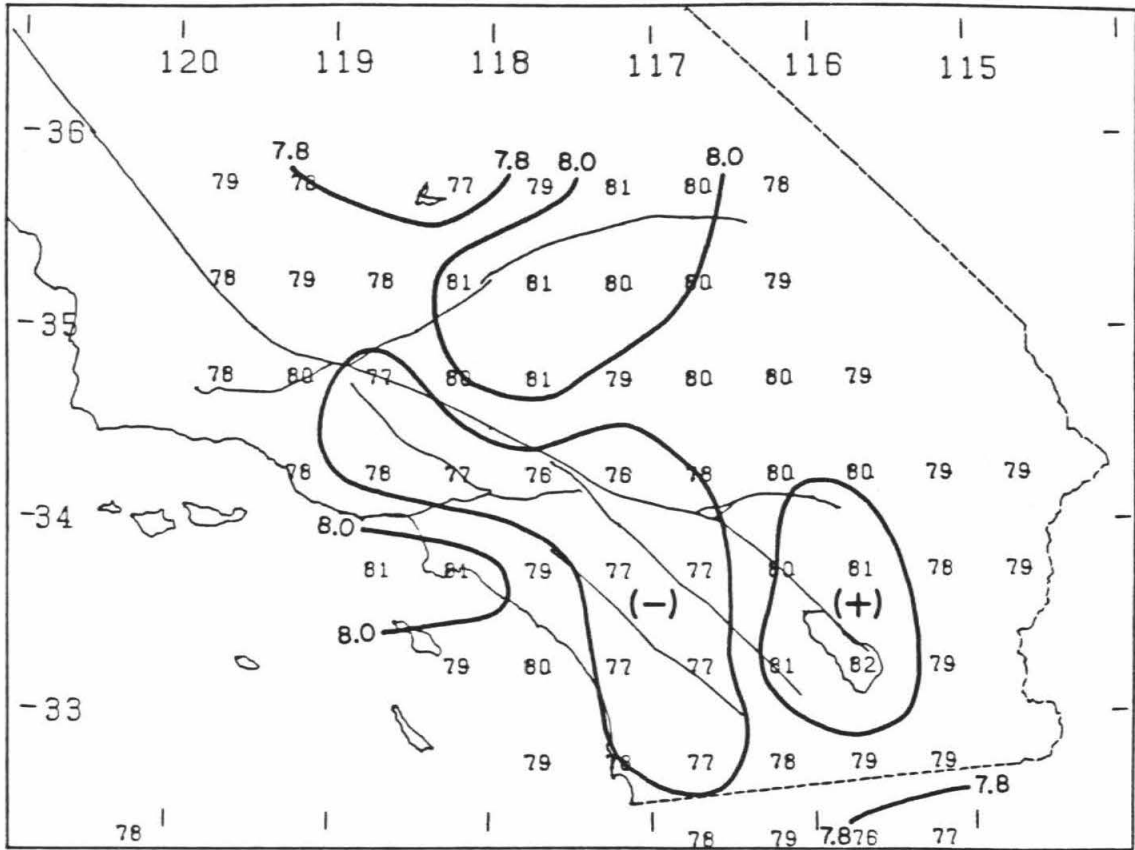 120 119 118 117 116 115
-36
7.8 7.8 8.0 8.0
79 78 77 79 81 80 78
78 79 78 81 81 80 80 79
-35
78 80 77 80 81 79 80 80 79
78 78 77 76 76 78 80 80 79 79
-34
8.0
81 81 79 77 77 80 81 78 79
(-) (+)
8.0
79 80 77 77 81 82 79
-33
79 78 77 78 79 79
7.8
78 78 79 7.8 76 77